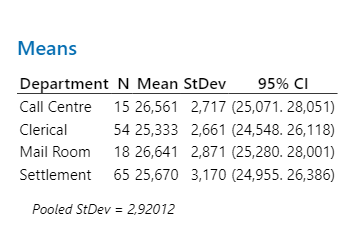 Means
Department N Mean StDev 95% CI
Call Centre 15 26,561 2,717 (25,071. 28,051)
Clerical 54 25,333 2,661 (24,548. 26,118)
Mail Room 18 26,641 2,871 (25,280. 28,001)
Settlement 65 25,670 3,170 (24,955. 26,386)
Pooled StDev = 2,92012